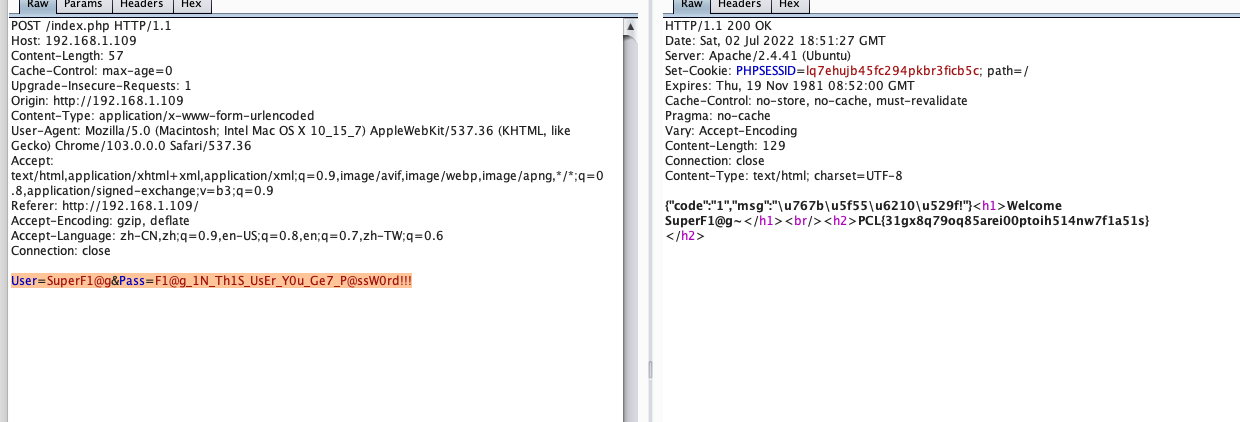 Raw Params Headers Hex
POST /index.php HTTP/1.1
Host: 192.168.1.109
Content-Length: 57
Cache-Control: max-age=0
Upgrade-Insecure-Requests: 1
Origin: http://192.168.1.109
Content-Type: application/x-www-form-urlencoded
User-Agent: Mozilla/5.0 (Macintosh; Intel Mac OS X 10_15_7) AppleWebKit/537.36 (KHTML, like
Gecko) Chrome/103.0.0.0 Safari/537.36
Accept:
text/html,application/xhtml+xml,application/xml;q=0.9,image/avif,image/webp,image/apng,*/*;q=0
.8,application/signed-exchange;v=b3;q=0.9
Referer: http://192.168.1.109/
Accept-Encoding: gzip, deflate
Accept-Language: zh-CN,zh;q=0.9,en-US;q=0.8,en;q=0.7,zh-TW;q=0.6
Connection: close
User=SuperF1@g&Pass=F1@g_1N_Th1S_UsEr_Y0u_Ge7_P@ssW0rd!!!
Raw Headers Hex
HTTP/1.1 200 OK
Date: Sat, 02 Jul 2022 18:51:27 GMT
Server: Apache/2.4.41 (Ubuntu)
Set-Cookie: PHPSESSID=lq7ehujb45fc294pkbr3ficb5c; path=/
Expires: Thu, 19 Nov 1981 08:52:00 GMT
Cache-Control: no-store, no-cache, must-revalidate
Pragma: no-cache
Vary: Accept-Encoding
Content-Length: 129
Connection: close
Content-Type: text/html; charset=UTF-8
{"code":"1","msg":"\u767b\u5f55\u6210\u529f!"}<h1>Welcome
SuperF1@g~</h1><br/><h2>PCL{31gx8q79oq85arei00ptoih514nw7f1a51s}
</h2>